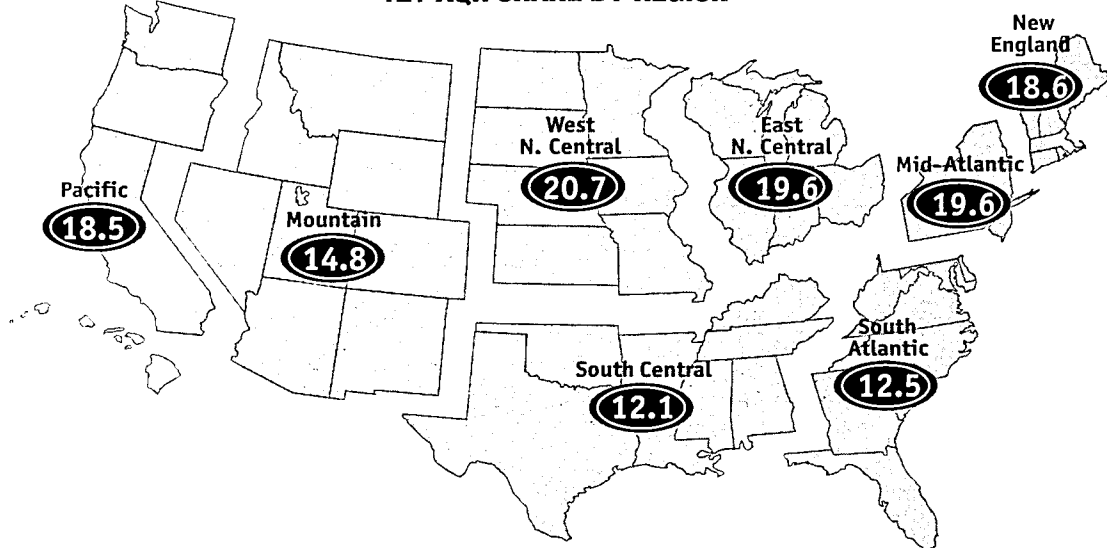 New
England
18.6
West
N. Central
20.7
East
N. Central
19.6
Mid-Atlantic
19.6
Pacific
18.5
Mountain
14.8
South
Atlantic
12.5
South Central
12.1